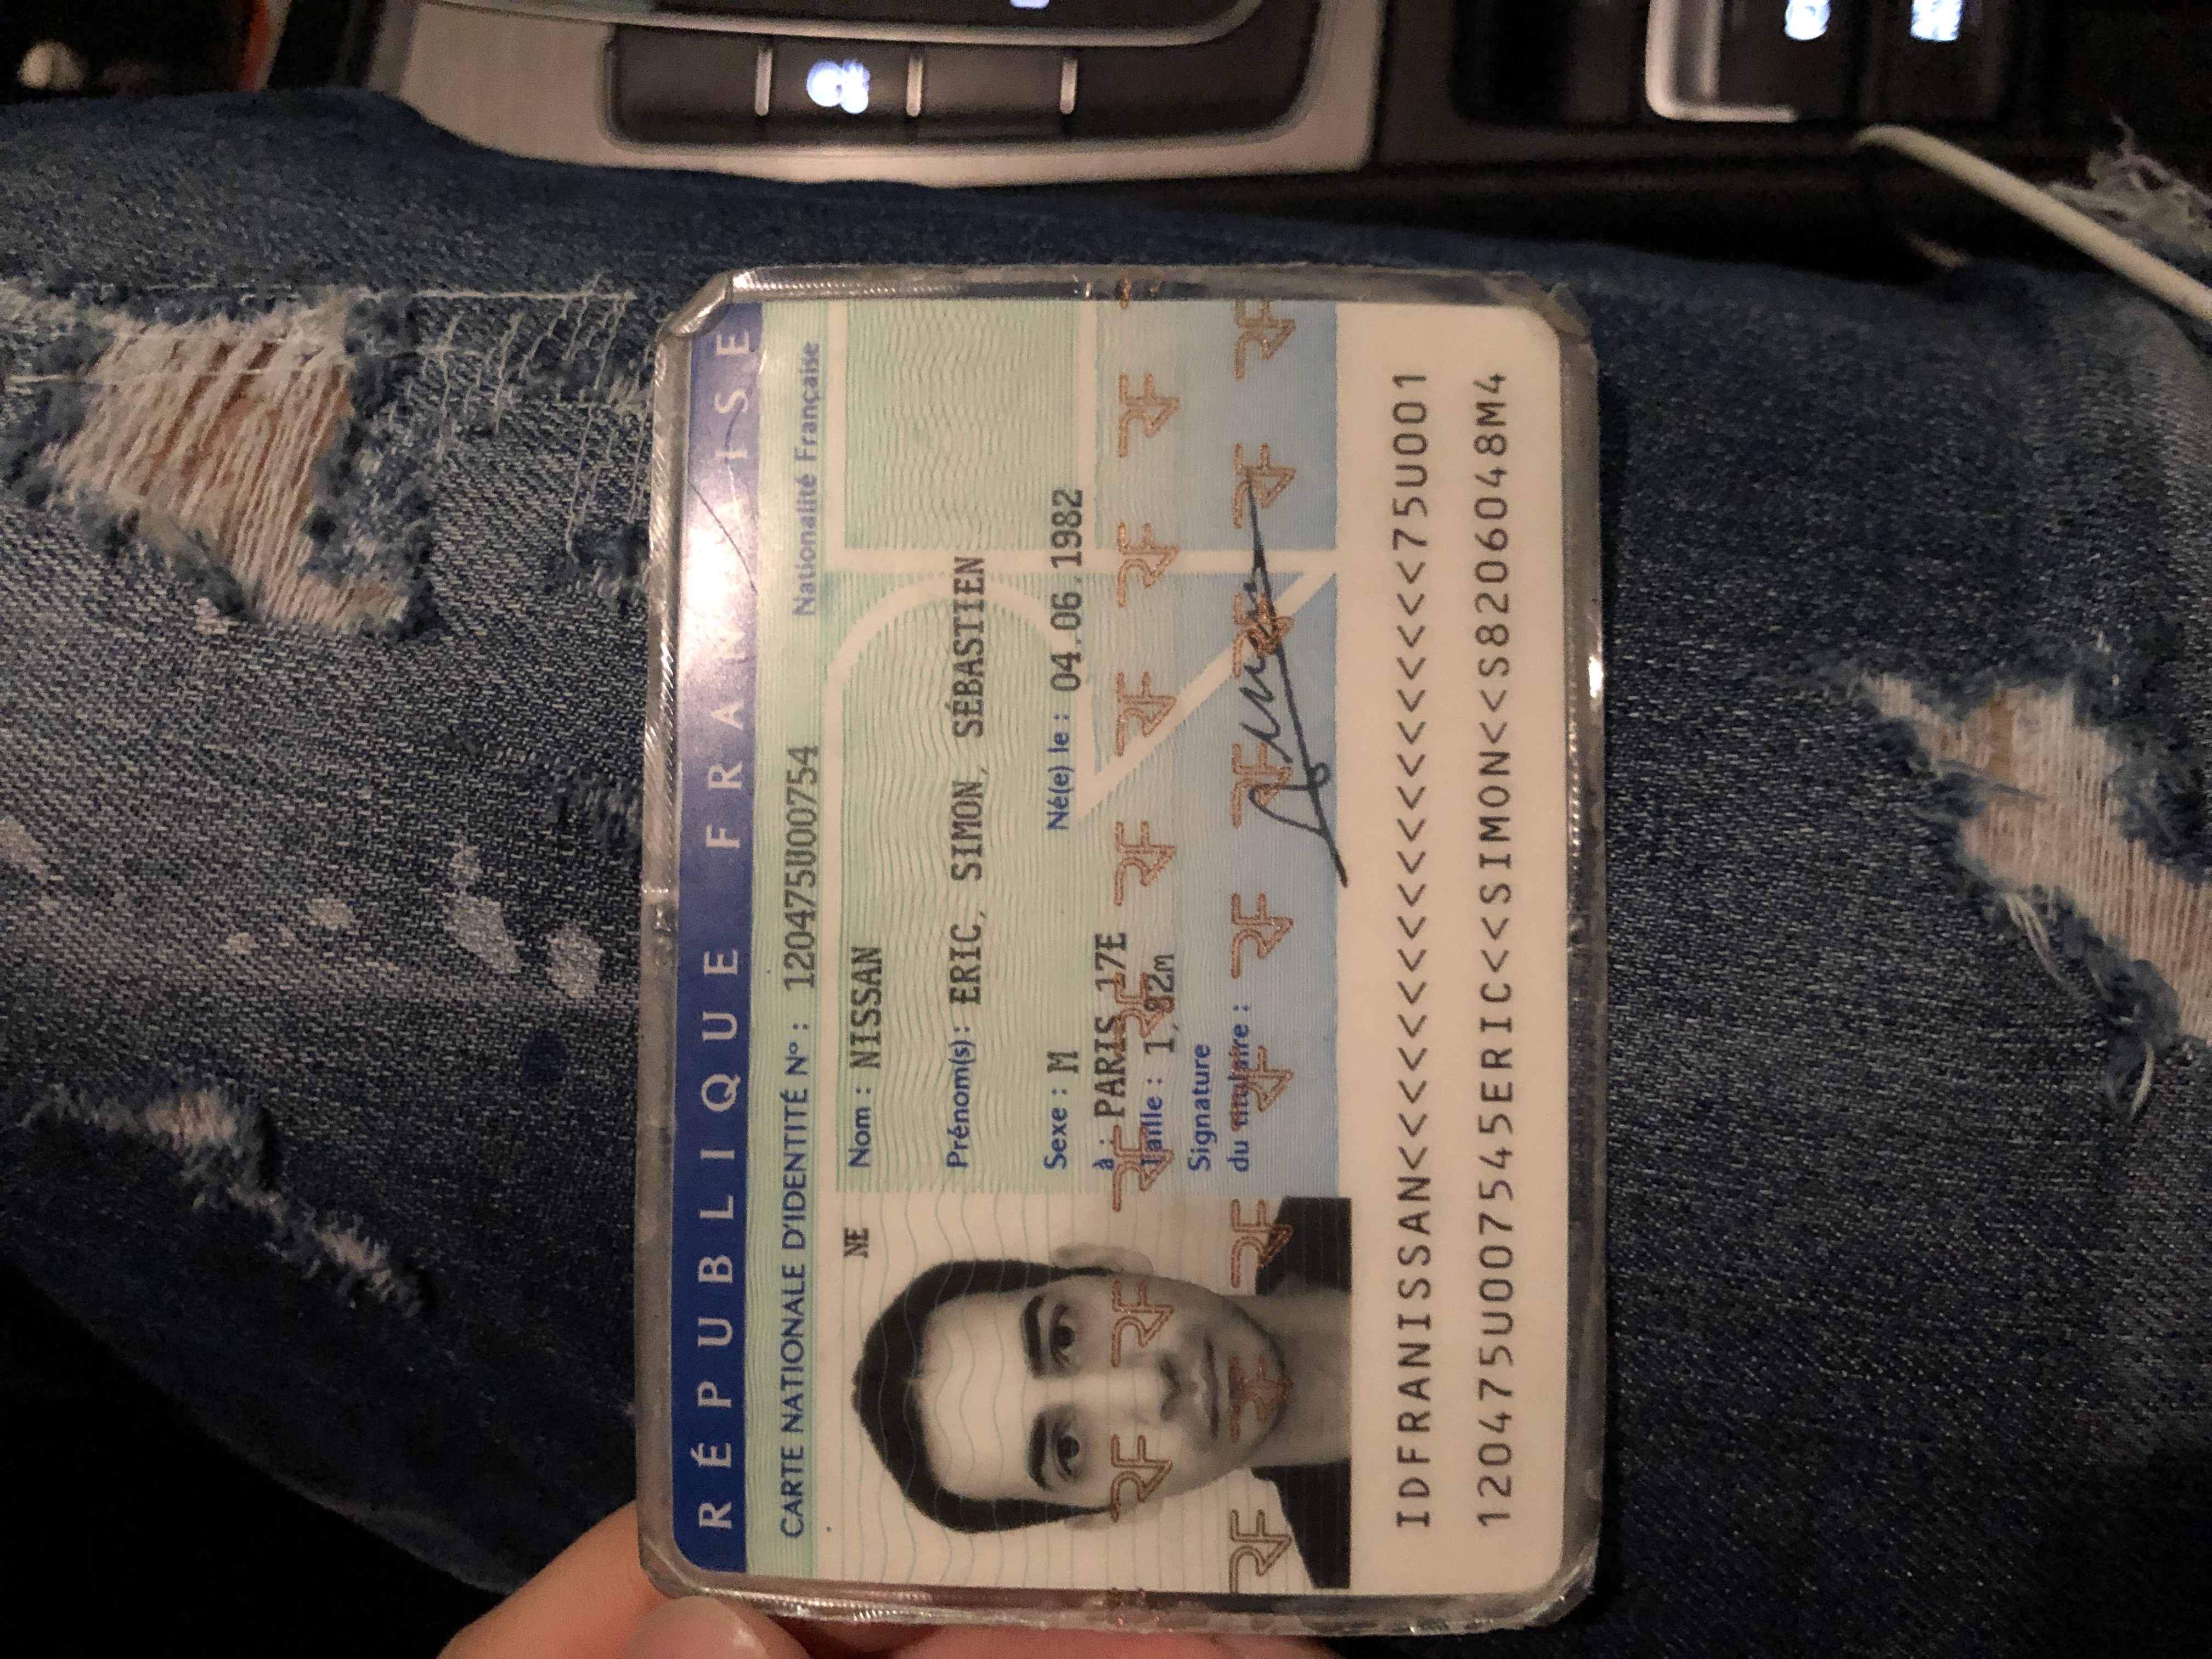 RÉPUBLIQUE FRANÇAISE
CARTE NATIONALE D'IDENTITÉ Nº : 120475U00754 Nationalité Française
NE
Nom : NISSAN
Prénom(s) : ERIC, SIMON, SÉBASTIEN
Sexe : M Né(e) le : 04.06.1982
à : PARIS 17E
Taille : 1,82m
Signature
du titulaire :
RF RF RF RF RF RF RF RF
RF RF RF RF RF RF RF RF RF
IDFRANISSAN<<<<<<<<<<<<<<<<<<<75U001
120475U007545ERIC<<SIMON<<S8206048M4